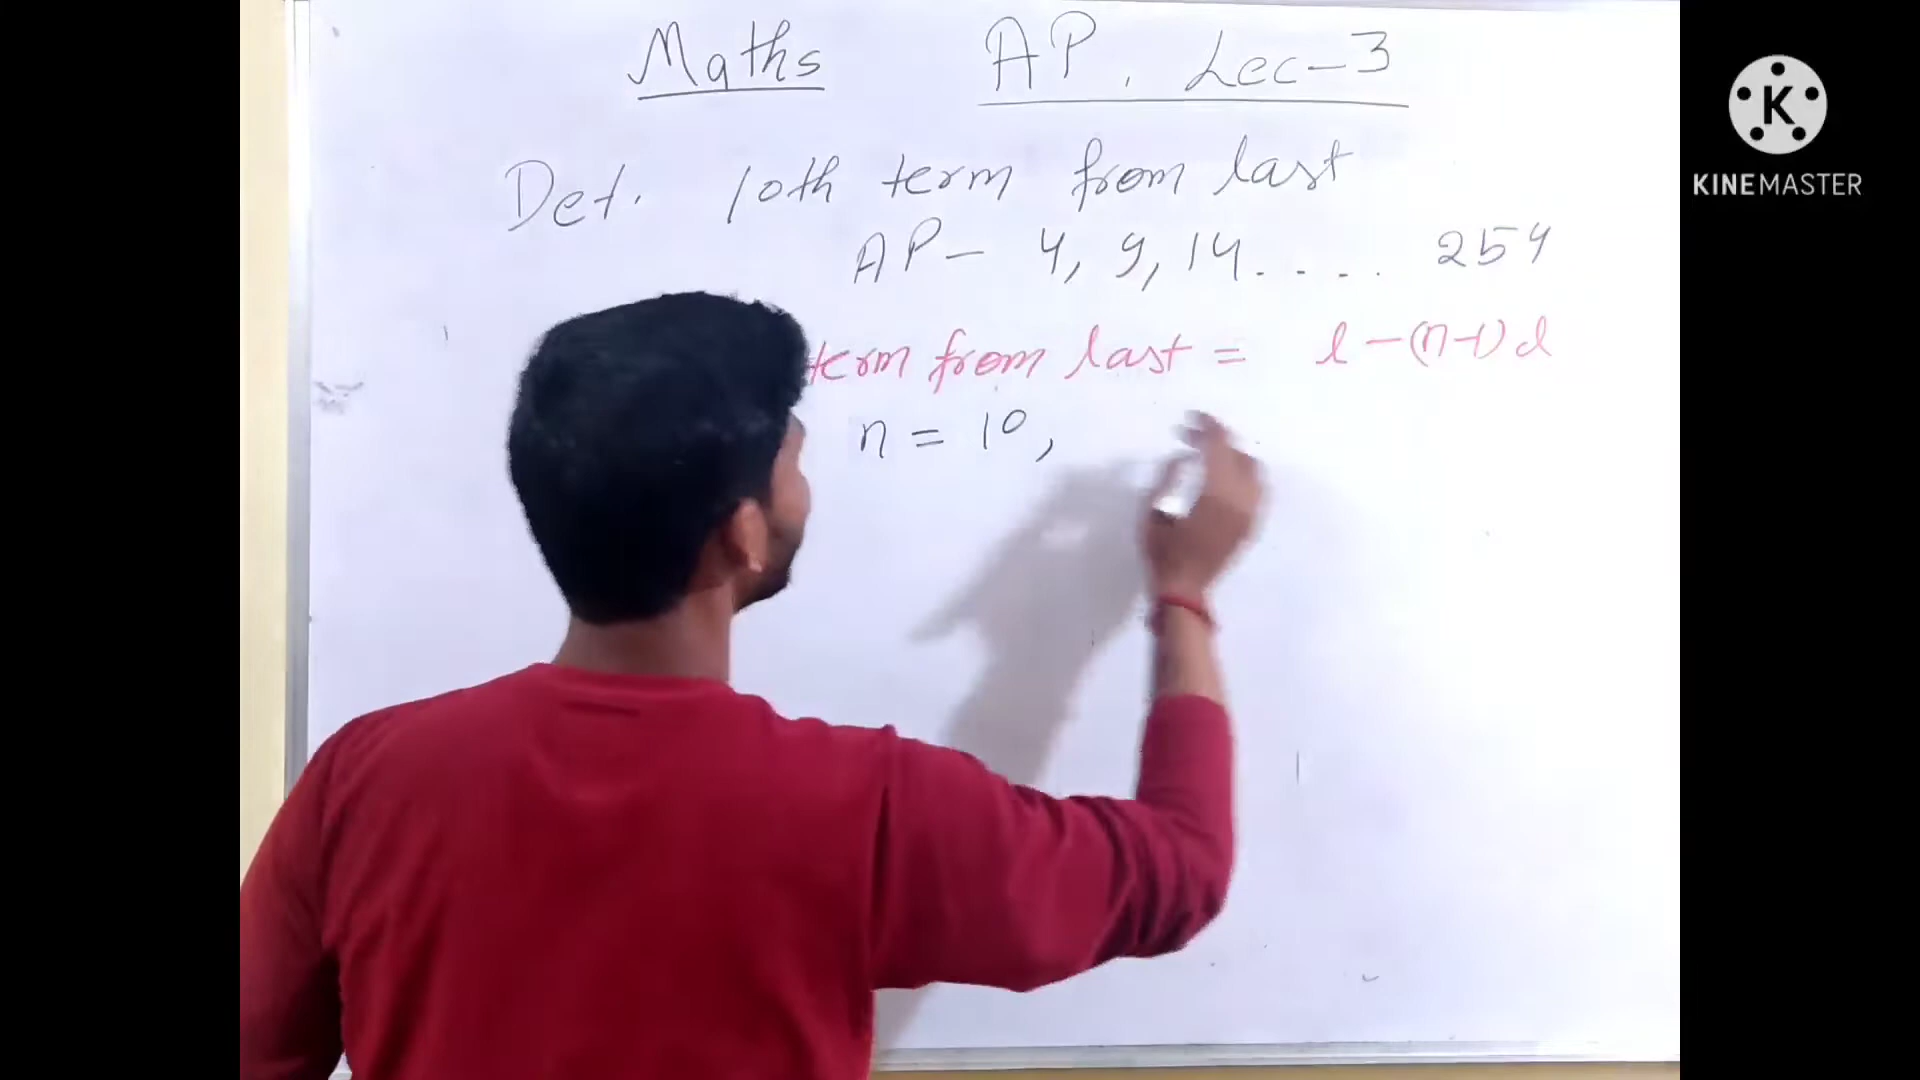 Maths AP. Lec-3
Det. 10th term from last
AP- 4, 9, 14 .... 254
term from last = l-(n-1)d
n = 10,
K
KINEMASTER